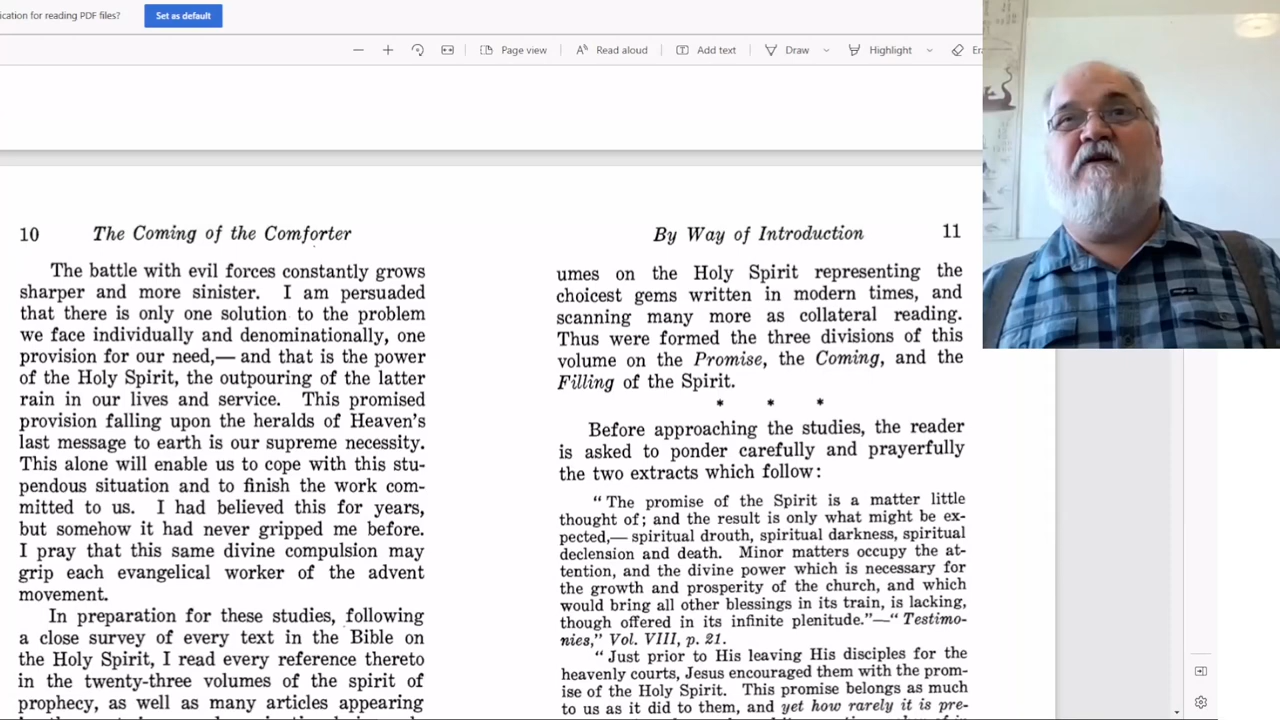 ication for reading PDF files?
Set as default
Page view
Read aloud
Add text
Draw
Highlight
10 The Coming of the Comforter
The battle with evil forces constantly grows
sharper and more sinister. I am persuaded
that there is only one solution to the problem
we face individually and denominationally, one
provision for our need,— and that is the power
of the Holy Spirit, the outpouring of the latter
rain in our lives and service. This promised
provision falling upon the heralds of Heaven's
last message to earth is our supreme necessity.
This alone will enable us to cope with this stu-
pendous situation and to finish the work com-
mitted to us. I had believed this for years,
but somehow it had never gripped me before.
I pray that this same divine compulsion may
grip each evangelical worker of the advent
movement.
In preparation for these studies, following
a close survey of every text in the Bible on
the Holy Spirit, I read every reference thereto
in the twenty-three volumes of the spirit of
prophecy, as well as many articles appearing
By Way of Introduction 11
umes on the Holy Spirit representing the
choicest gems written in modern times, and
scanning many more as collateral reading.
Thus were formed the three divisions of this
volume on the Promise, the Coming, and the
Filling of the Spirit.
* * *
Before approaching the studies, the reader
is asked to ponder carefully and prayerfully
the two extracts which follow:
"The promise of the Spirit is a matter little
thought of; and the result is only what might be ex-
pected,— spiritual drouth, spiritual darkness, spiritual
declension and death. Minor matters occupy the at-
tention, and the divine power which is necessary for
the growth and prosperity of the church, and which
would bring all other blessings in its train, is lacking,
though offered in its infinite plenitude."—"Testimo-
nies," Vol. VIII, p. 21.
"Just prior to His leaving His disciples for the
heavenly courts, Jesus encouraged them with the prom-
ise of the Holy Spirit. This promise belongs as much
to us as it did to them, and yet how rarely it is pre-